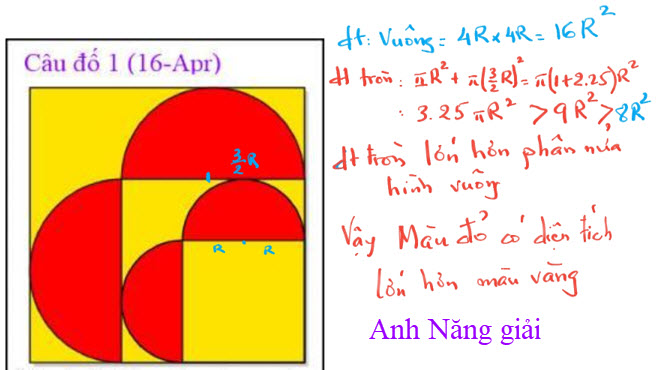 Câu đố 1 (16-Apr)
3/2 R
R R
dt: Vuông = 4R x 4R = 16R²
dt tròn: πR² + π(3/2 R)² = π(1+2.25)R²
: 3.25 πR² > 9R² > 8R²
dt tròn lớn hơn phân nửa
hình vuông
Vậy Màu đỏ có diện tích
lớn hơn màu vàng
Anh Năng giải